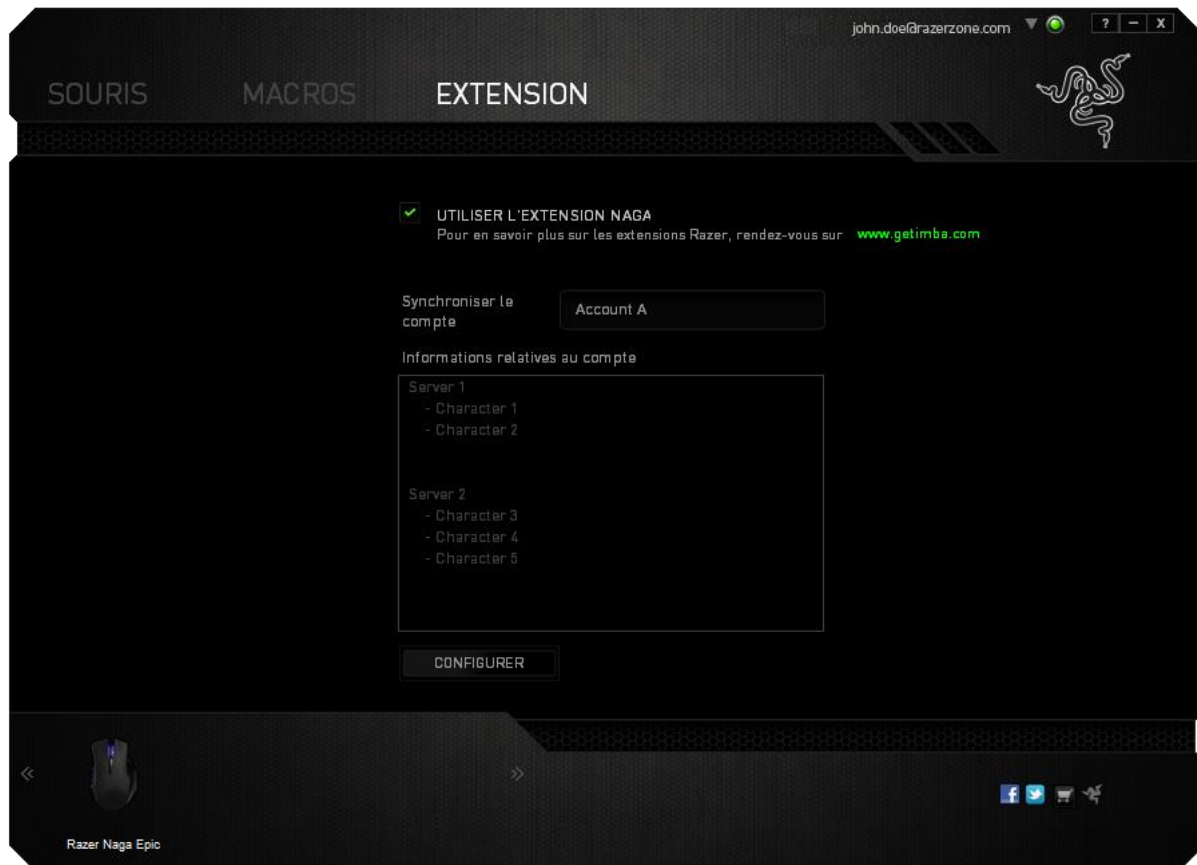 john.doe@razerzone.com
? – X
SOURIS MACROS EXTENSION
UTILISER L'EXTENSION NAGA
Pour en savoir plus sur les extensions Razer, rendez-vous sur www.getimba.com
Synchroniser le
compte
Account A
Informations relatives au compte
Server 1
- Character 1
- Character 2
Server 2
- Character 3
- Character 4
- Character 5
CONFIGURER
Razer Naga Epic